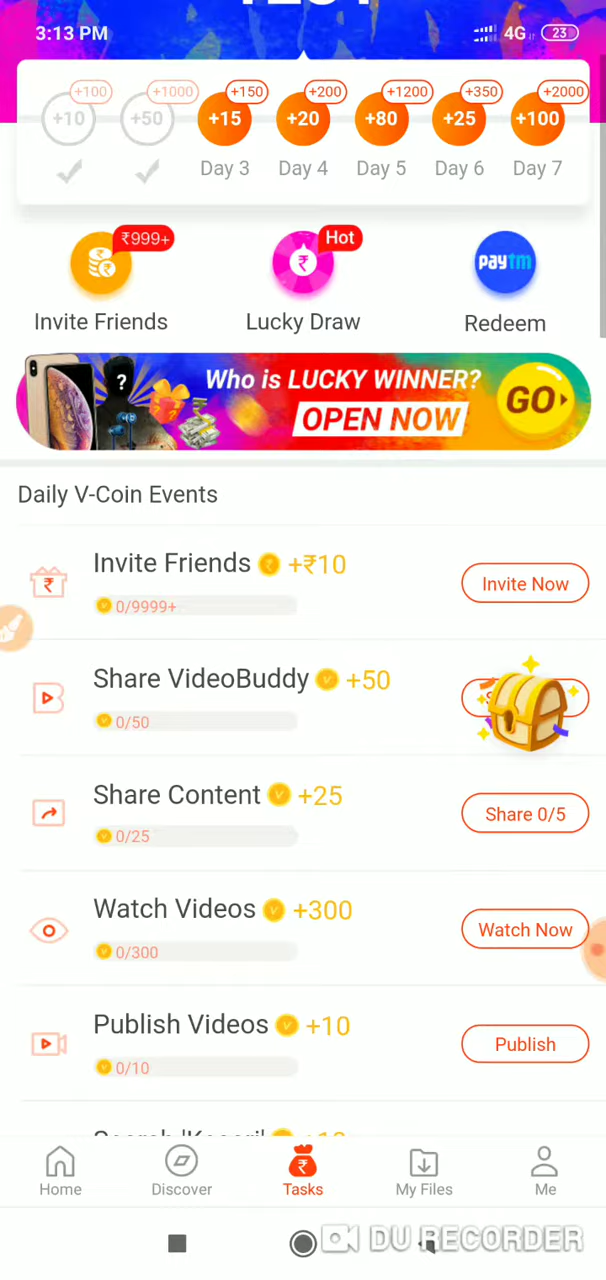 TEST
3:13 PM 4G 23
+100 +1000 +150 +200 +1200 +350 +2000
+10 +50 +15 +20 +80 +25 +100
Day 3 Day 4 Day 5 Day 6 Day 7
₹999+ Hot paytm
Invite Friends Lucky Draw Redeem
Who is LUCKY WINNER?
OPEN NOW
GO
Daily V-Coin Events
Invite Friends +₹10
0/9999+
Invite Now
Share VideoBuddy +50
0/50
Share Content +25
0/25
Share 0/5
Watch Videos +300
0/300
Watch Now
Publish Videos +10
0/10
Publish
Home Discover Tasks My Files Me
DU RECORDER